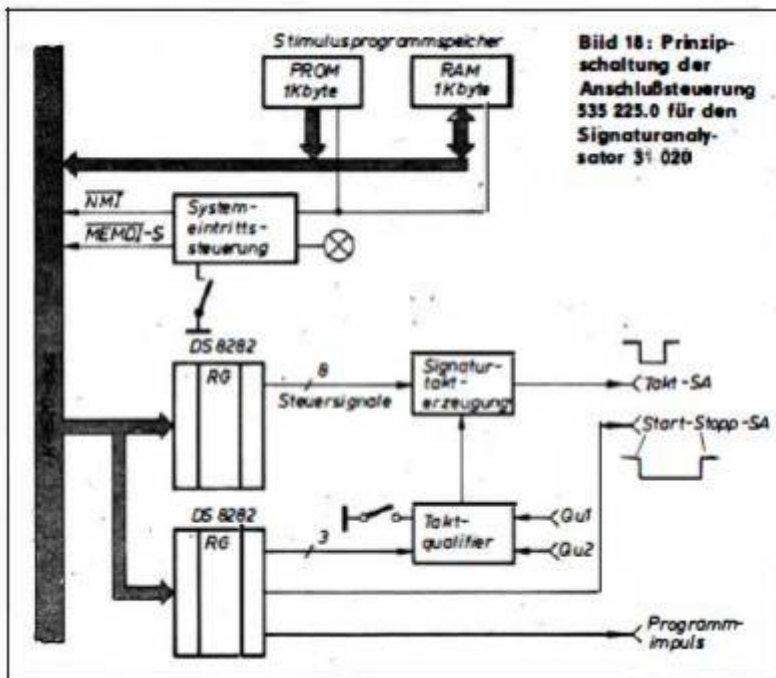 Stimulusprogrammspeicher
PROM
1Kbyte
RAM
1Kbyte
Bild 18: Prinzip-
schaltung der
Anschlußsteuerung
535 225.0 für den
Signaturanaly-
sator 31 020
NMI
MEMDI-S
System-
eintritts-
steuerung
DS 8282
RG
8
Steuersignale
Signatur-
takt-
erzeugung
Takt-SA
Start-Stopp-SA
DS 8282
RG
3
Takt-
qualifier
Qu1
Qu2
Programm-
impuls